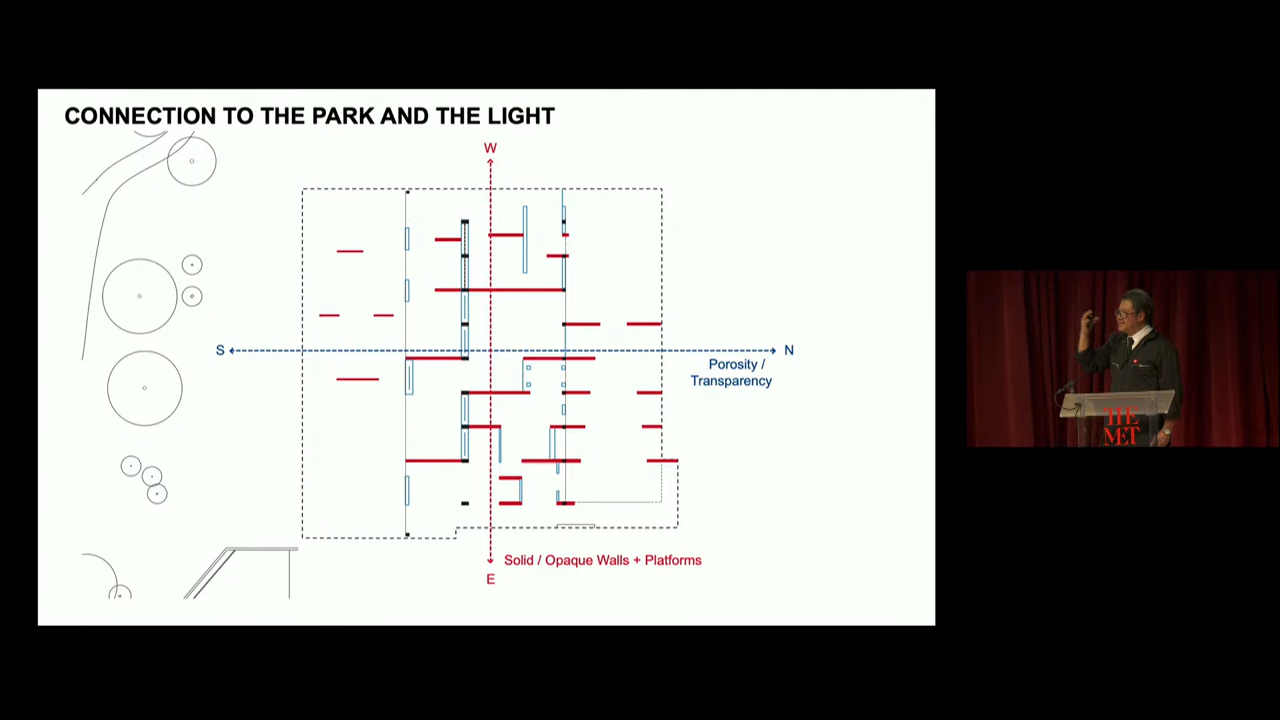 CONNECTION TO THE PARK AND THE LIGHT
W
S
N
Porosity /
Transparency
Solid / Opaque Walls + Platforms
E
THE
MET